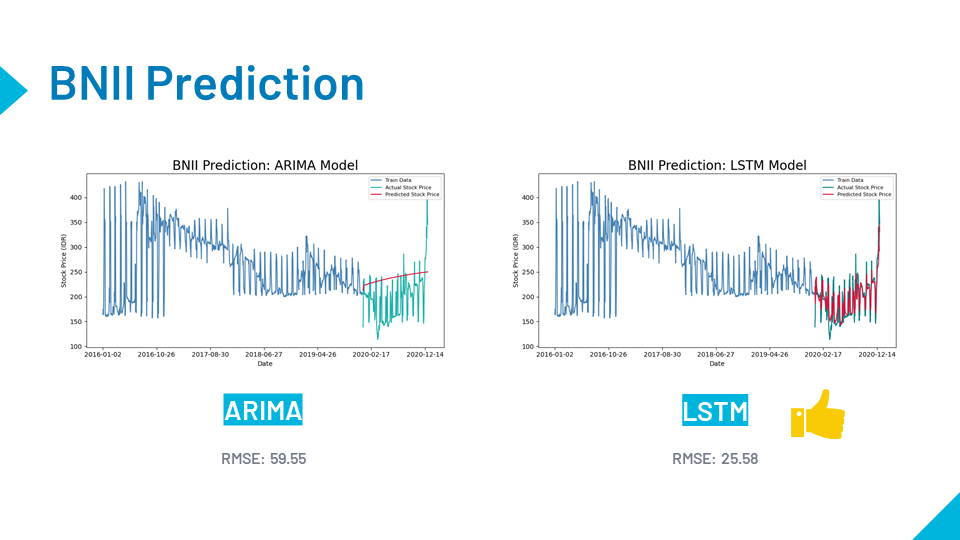 BNII Prediction
BNII Prediction: ARIMA Model
Train Data
Actual Stock Price
Predicted Stock Price
Stock Price (IDR)
400
350
300
250
200
150
100
2016-01-02 2016-10-26 2017-08-30 2018-06-27 2019-04-26 2020-02-17 2020-12-14
Date
BNII Prediction: LSTM Model
Train Data
Actual Stock Price
Predicted Stock Price
Stock Price (IDR)
400
350
300
250
200
150
100
2016-01-02 2016-10-26 2017-08-30 2018-06-27 2019-04-26 2020-02-17 2020-12-14
Date
ARIMA
RMSE: 59.55
LSTM
RMSE: 25.58